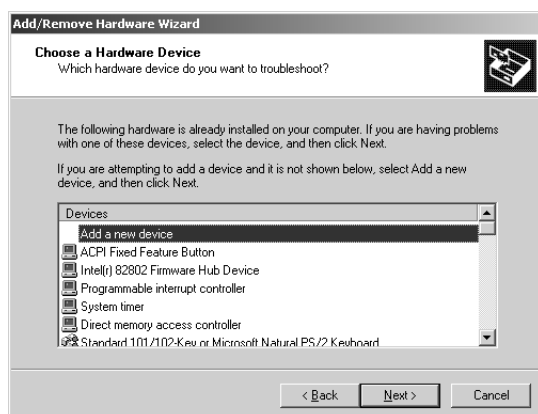 Add/Remove Hardware Wizard
Choose a Hardware Device
Which hardware device do you want to troubleshoot?
The following hardware is already installed on your computer. If you are having problems
with one of these devices, select the device, and then click Next.
If you are attempting to add a device and it is not shown below, select Add a new
device, and then click Next.
Devices
Add a new device
ACPI Fixed Feature Button
Intel(r) 82802 Firmware Hub Device
Programmable interrupt controller
System timer
Direct memory access controller
Standard 101/102-Key or Microsoft Natural PS/2 Keyboard
< Back
Next >
Cancel